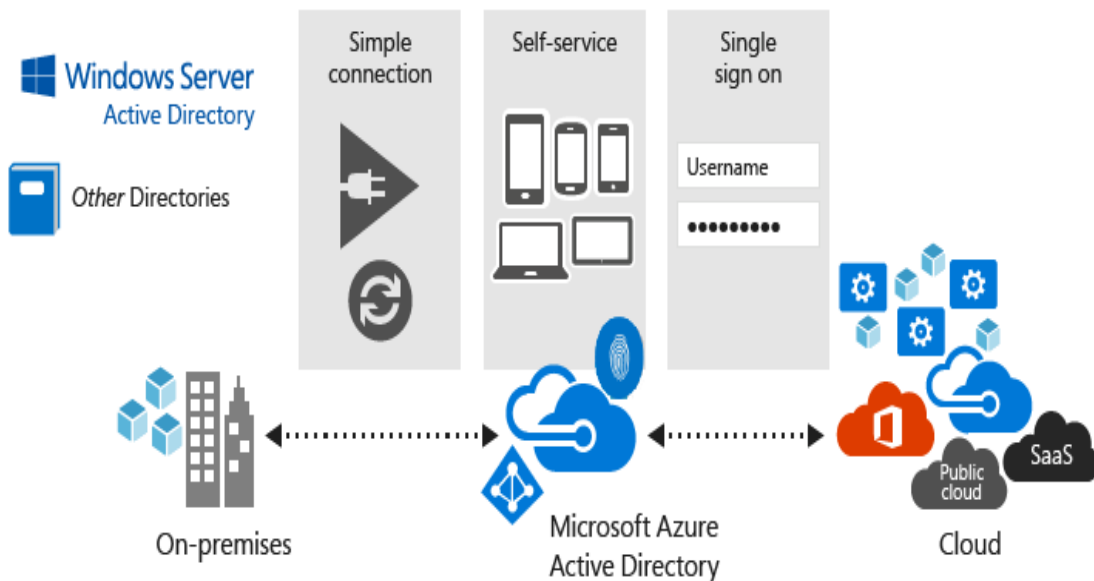 Windows Server
Active Directory
Other Directories
Simple
connection
Self-service
Single
sign on
Username
•••••••••
On-premises
Microsoft Azure
Active Directory
Public
cloud
SaaS
Cloud